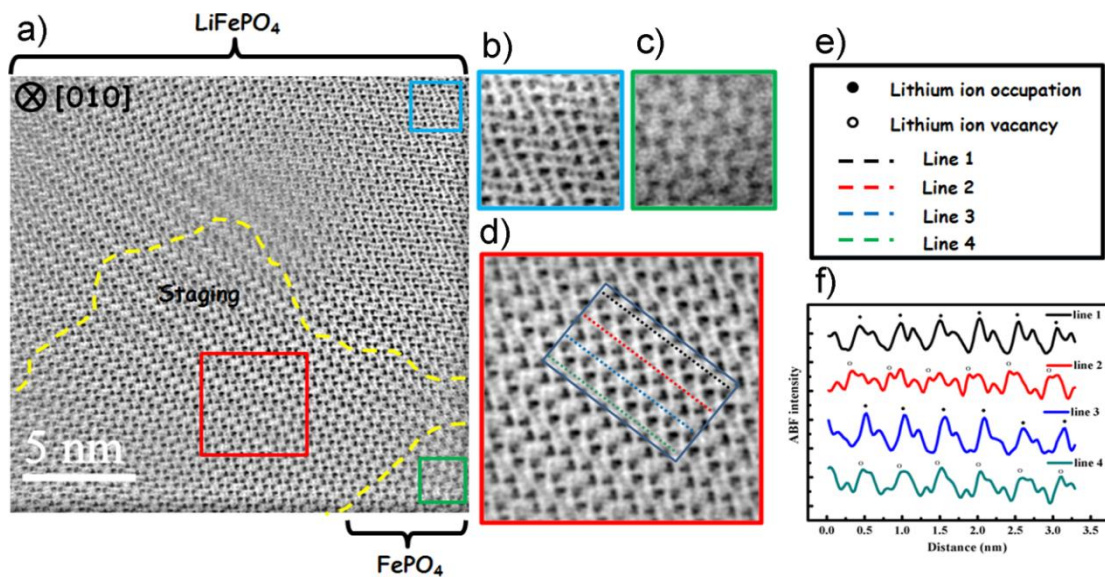 a)
LiFePO₄
⊗ [010]
Staging
5 nm
FePO₄
b)
c)
d)
e)
Lithium ion occupation
Lithium ion vacancy
Line 1
Line 2
Line 3
Line 4
f)
ABF intensity
line 1
line 2
line 3
line 4
0.0 0.5 1.0 1.5 2.0 2.5 3.0 3.5
Distance (nm)